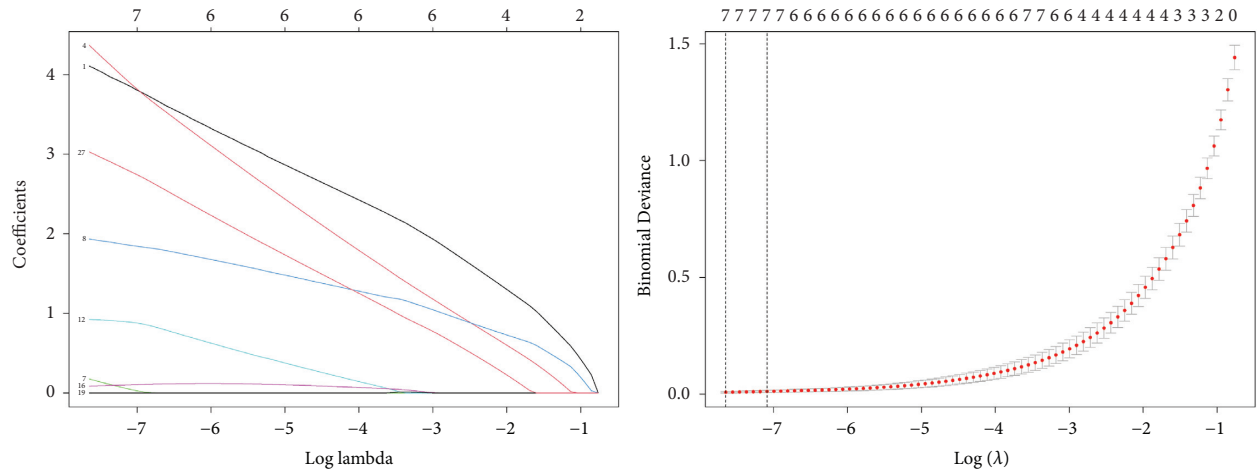 7 6 6 6 6 6 3 2
4
1
27
8
12
7
16
19
4
3
2
1
0
Coefficients
−7 −6 −5 −4 −3 −2 −1
Log lambda
7 7 7 7 7 6 6 6 6 6 6 6 6 6 6 6 6 6 6 6 6 6 7 7 6 6 4 4 4 4 4 4 4 3 3 3 2 0
1.5
1.0
0.5
0.0
Binomial Deviance
−7 −6 −5 −4 −3 −2 −1
Log (λ)